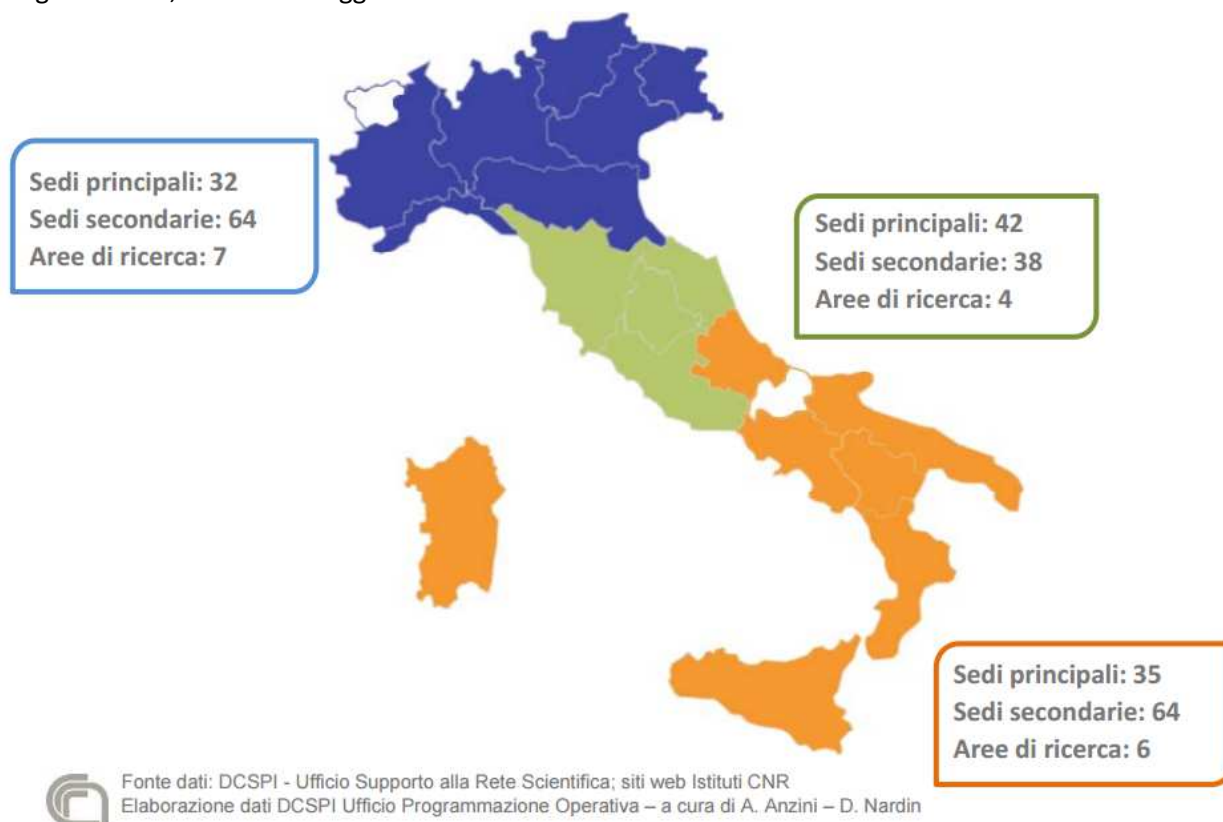 Sedi principali: 32
Sedi secondarie: 64
Aree di ricerca: 7
Sedi principali: 42
Sedi secondarie: 38
Aree di ricerca: 4
Sedi principali: 35
Sedi secondarie: 64
Aree di ricerca: 6
Fonte dati: DCSPI - Ufficio Supporto alla Rete Scientifica; siti web Istituti CNR
Elaborazione dati DCSPI Ufficio Programmazione Operativa – a cura di A. Anzini – D. Nardin